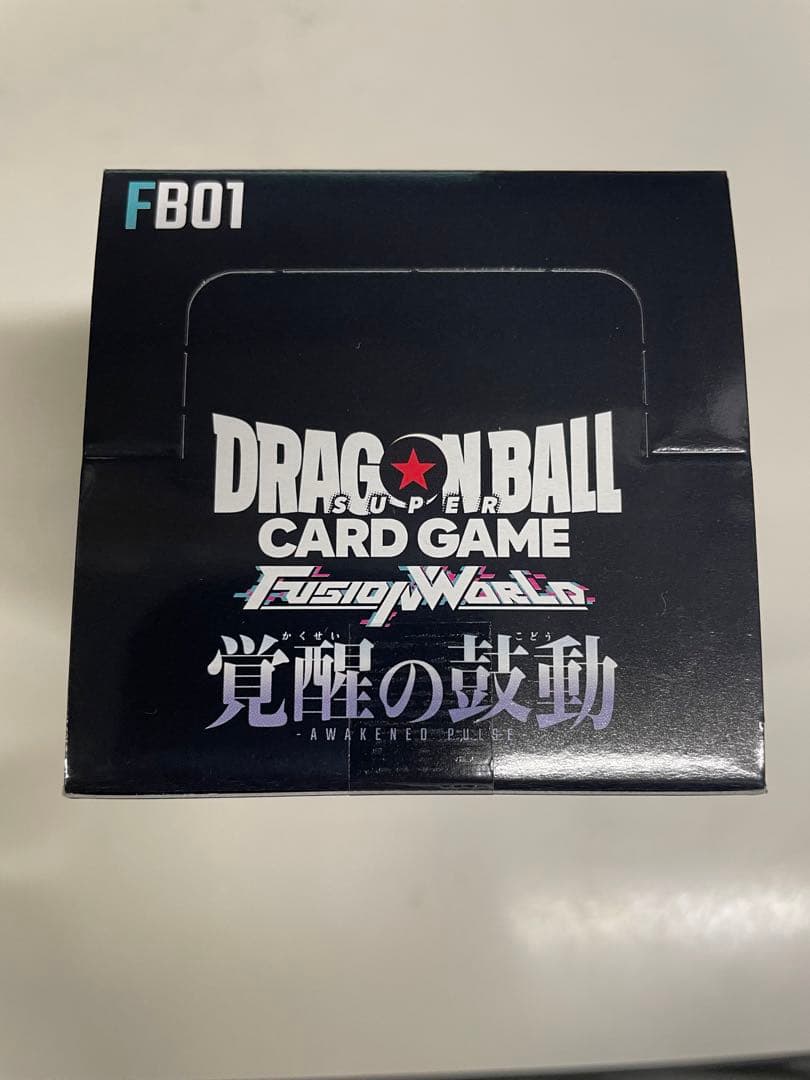 FB01
DRAGON BALL
SUPER
CARD GAME
FUSION WORLD
かくせい こどう
覚醒の鼓動
-AWAKENED PULSE